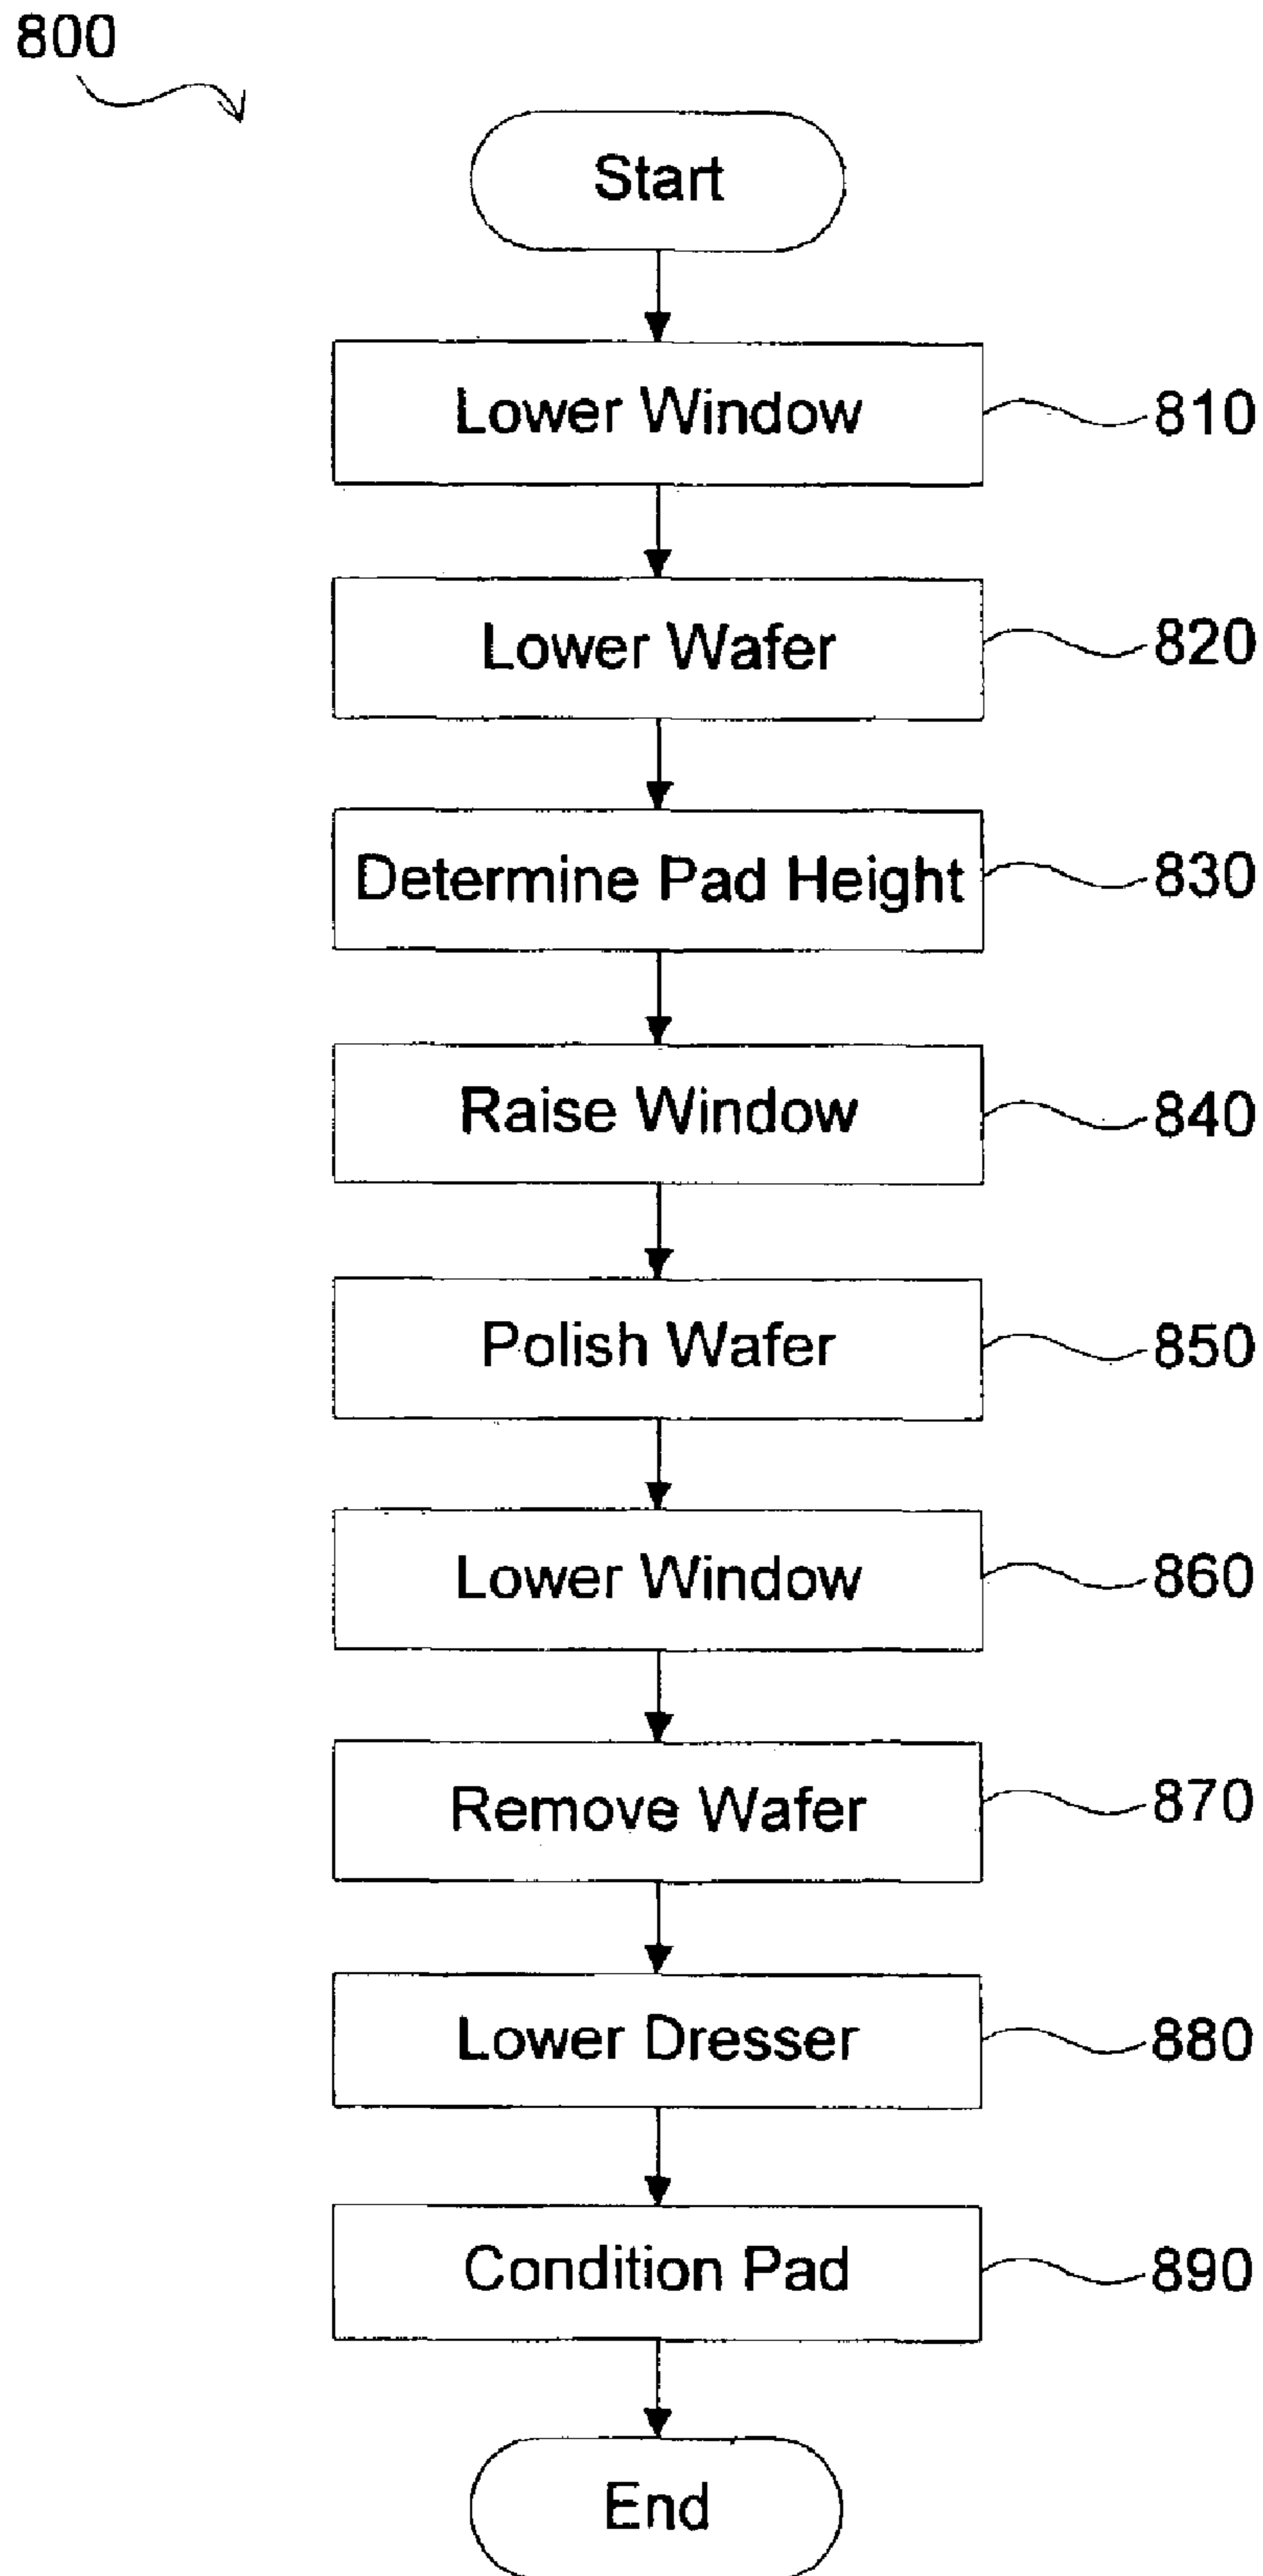 800
Start
Lower Window
810
Lower Wafer
820
Determine Pad Height
830
Raise Window
840
Polish Wafer
850
Lower Window
860
Remove Wafer
870
Lower Dresser
880
Condition Pad
890
End